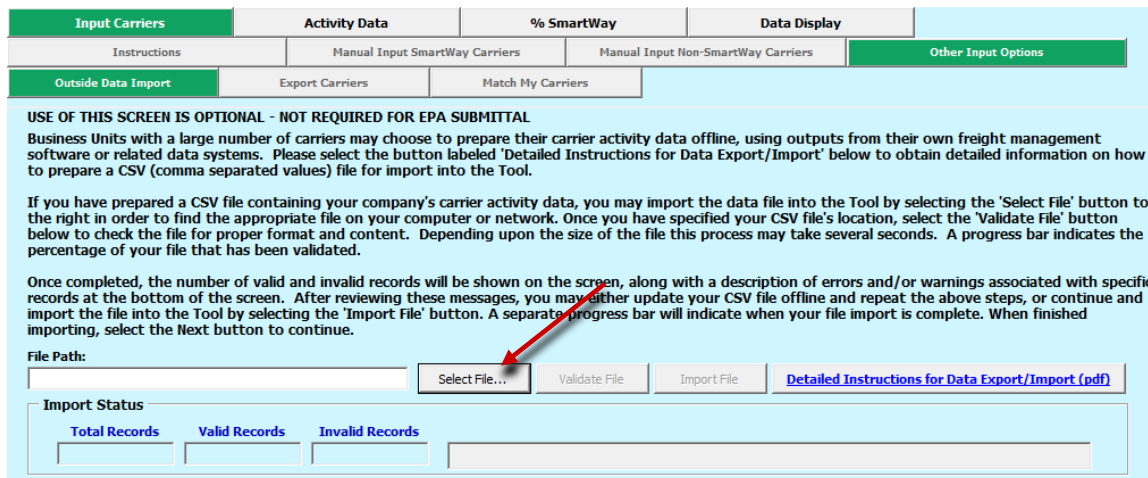 Input Carriers Activity Data % SmartWay Data Display
Instructions Manual Input SmartWay Carriers Manual Input Non-SmartWay Carriers Other Input Options
Outside Data Import Export Carriers Match My Carriers
USE OF THIS SCREEN IS OPTIONAL - NOT REQUIRED FOR EPA SUBMITTAL
Business Units with a large number of carriers may choose to prepare their carrier activity data offline, using outputs from their own freight management
software or related data systems. Please select the button labeled 'Detailed Instructions for Data Export/Import' below to obtain detailed information on how
to prepare a CSV (comma separated values) file for import into the Tool.
If you have prepared a CSV file containing your company's carrier activity data, you may import the data file into the Tool by selecting the 'Select File' button to
the right in order to find the appropriate file on your computer or network. Once you have specified your CSV file's location, select the 'Validate File' button
below to check the file for proper format and content. Depending upon the size of the file this process may take several seconds. A progress bar indicates the
percentage of your file that has been validated.
Once completed, the number of valid and invalid records will be shown on the screen, along with a description of errors and/or warnings associated with specific
records at the bottom of the screen. After reviewing these messages, you may either update your CSV file offline and repeat the above steps, or continue and
import the file into the Tool by selecting the 'Import File' button. A separate progress bar will indicate when your file import is complete. When finished
importing, select the Next button to continue.
File Path:
Select File... Validate File Import File Detailed Instructions for Data Export/Import (pdf)
Import Status
Total Records Valid Records Invalid Records